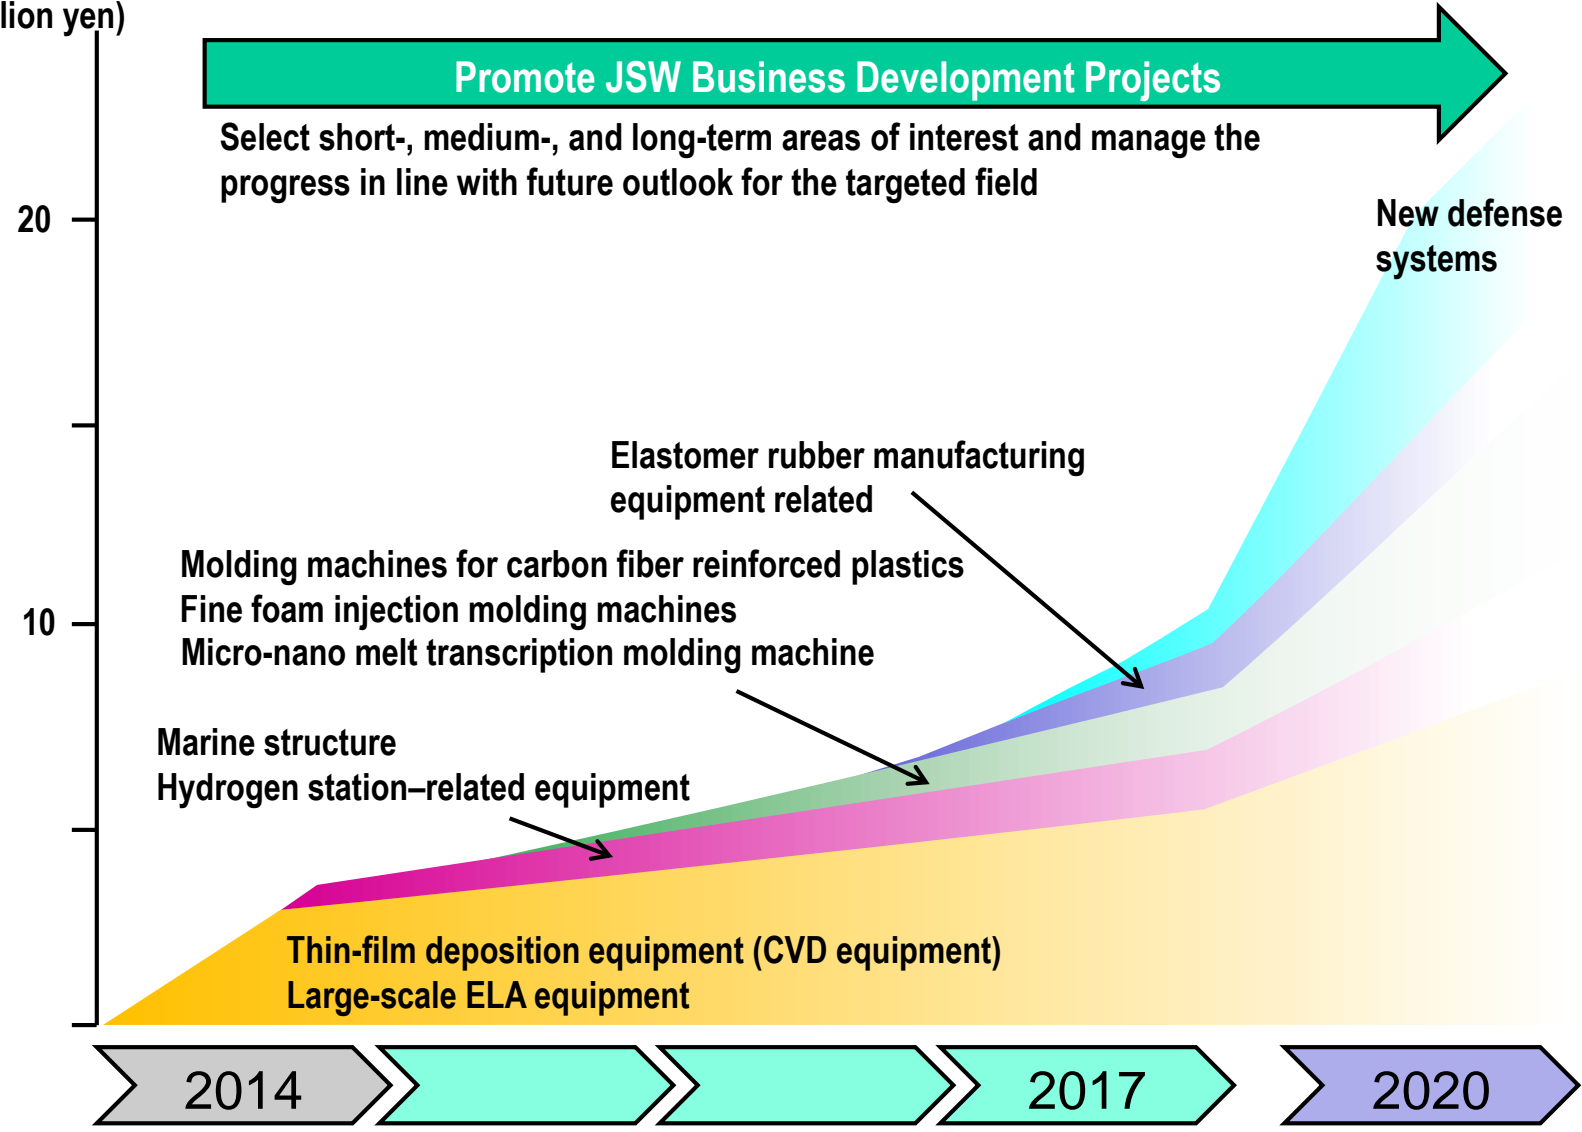 lion yen)
Promote JSW Business Development Projects
Select short-, medium-, and long-term areas of interest and manage the
progress in line with future outlook for the targeted field
20
New defense
systems
Elastomer rubber manufacturing
equipment related
Molding machines for carbon fiber reinforced plastics
Fine foam injection molding machines
Micro-nano melt transcription molding machine
10
Marine structure
Hydrogen station–related equipment
Thin-film deposition equipment (CVD equipment)
Large-scale ELA equipment
2014
2017
2020